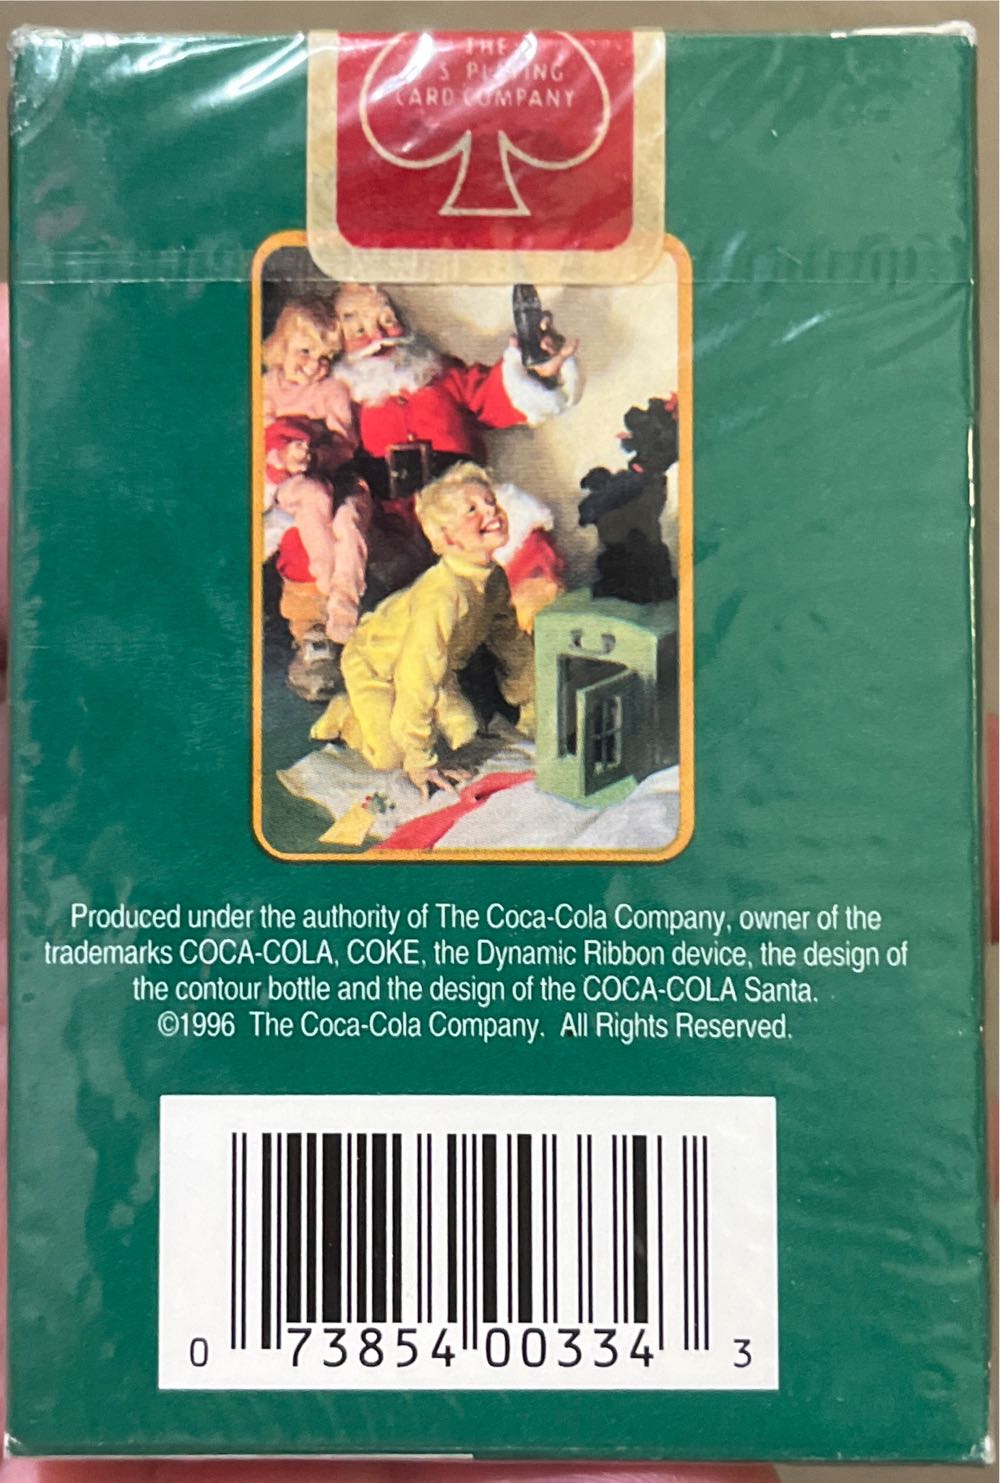 THE
S PLAYING
CARD COMPANY
Produced under the authority of The Coca-Cola Company, owner of the
trademarks COCA-COLA, COKE, the Dynamic Ribbon device, the design of
the contour bottle and the design of the COCA-COLA Santa.
©1996 The Coca-Cola Company. All Rights Reserved.
0 73854 00334 3